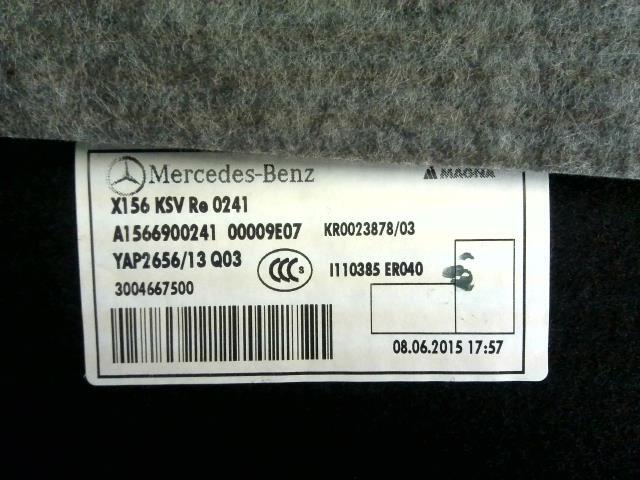 Mercedes-Benz MAGNA
X156 KSV Re 0241
A1566900241 00009E07 KR0023878/03
YAP2656/13 Q03 CCC S I110385 ER040
3004667500
08.06.2015 17:57